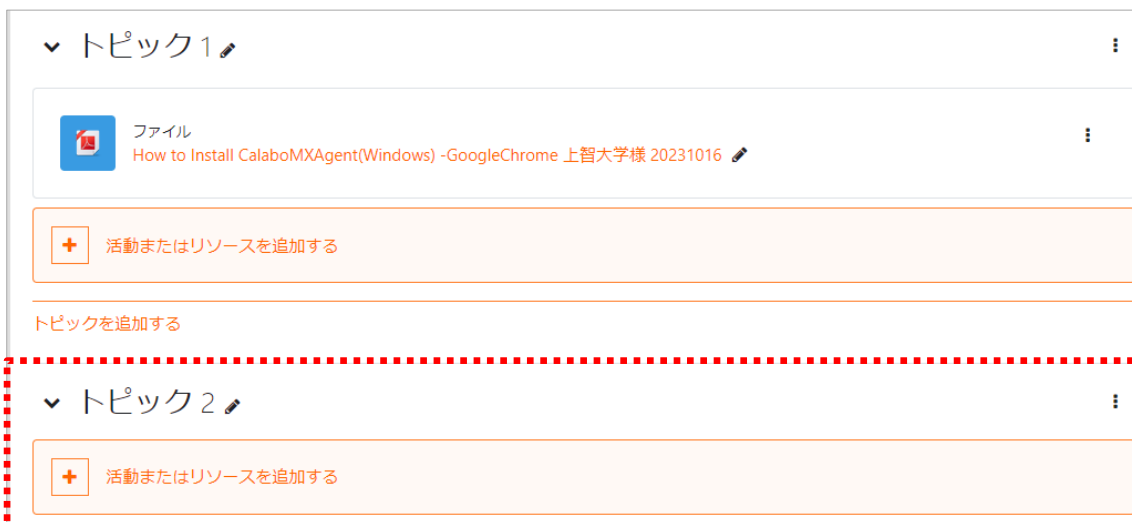 トピック 1
ファイル
How to Install CalaboMXAgent(Windows) -GoogleChrome 上智大学様 20231016
活動またはリソースを追加する
トピックを追加する
トピック 2
活動またはリソースを追加する